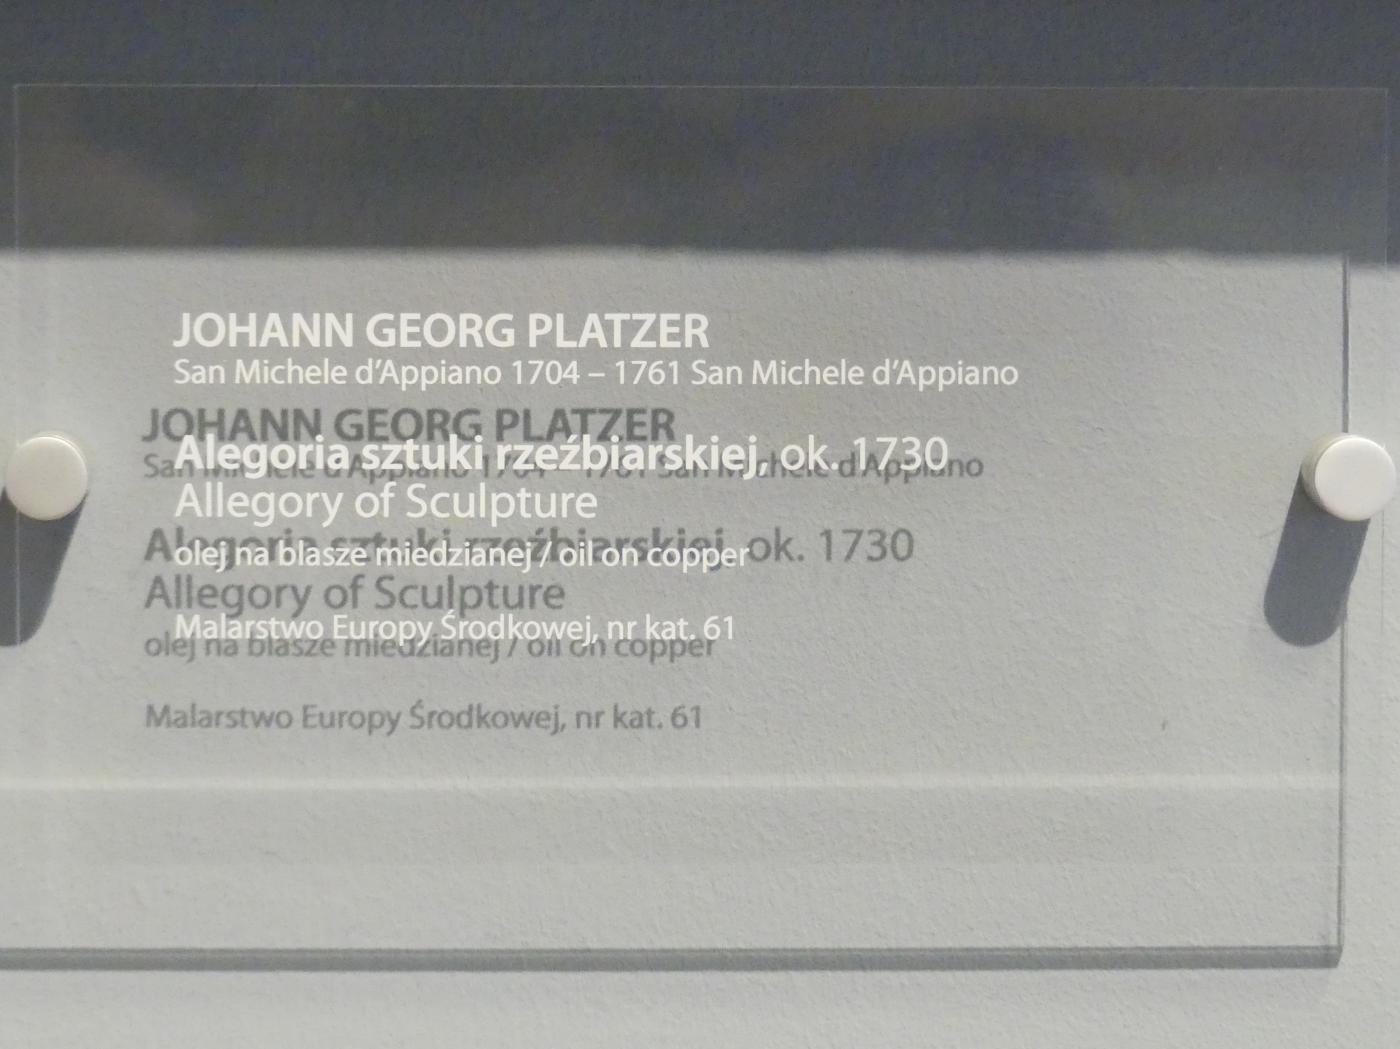 JOHANN GEORG PLATZER
San Michele d’Appiano 1704 – 1761 San Michele d’Appiano
Alegoria sztuki rzeźbiarskiej, ok. 1730
Allegory of Sculpture
olej na blasze miedzianej / oil on copper
Malarstwo Europy Środkowej, nr kat. 61